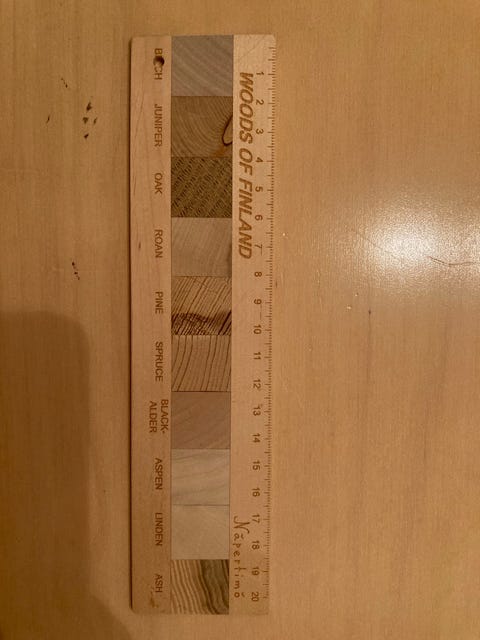 1 2 3 4 5 6 7 8 9 10 11 12 13 14 15 16 17 18 19 20
WOODS OF FINLAND
Näpertimö
JUNIPER
OAK
ROAN
PINE
SPRUCE
BLACK-
ALDER
ASPEN
LINDEN
ASH